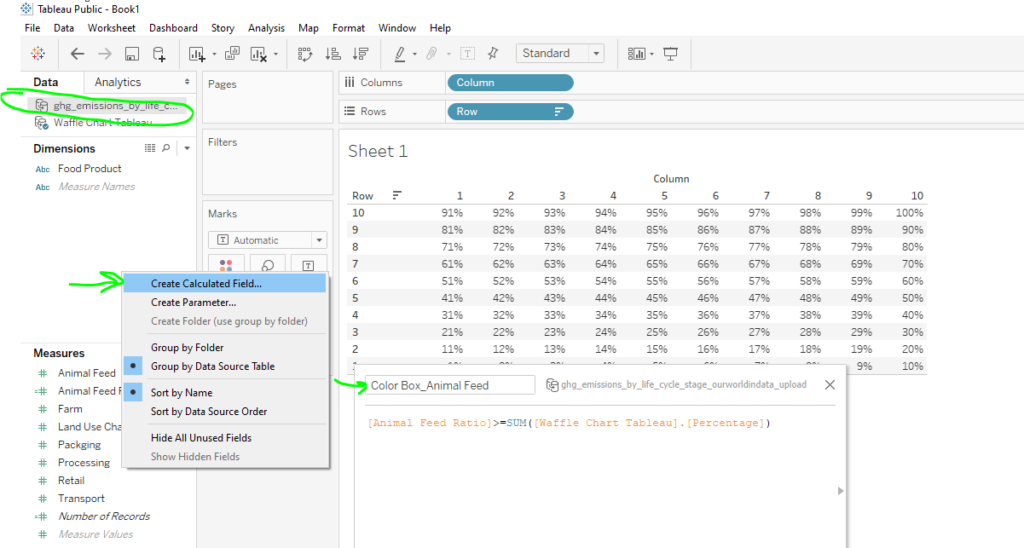 Tableau Public - Book1
File Data Worksheet Dashboard Story Analysis Map Format Window Help
Standard
Data Analytics
ghg_emissions_by_life_c...
Waffle Chart Tableau
Dimensions
Abc Food Product
Abc Measure Names
Pages
Filters
Marks
Automatic
Columns Column
Rows Row
Sheet 1
Column
Row 1 2 3 4 5 6 7 8 9 10
10 91% 92% 93% 94% 95% 96% 97% 98% 99% 100%
9 81% 82% 83% 84% 85% 86% 87% 88% 89% 90%
8 71% 72% 73% 74% 75% 76% 77% 78% 79% 80%
7 61% 62% 63% 64% 65% 66% 67% 68% 69% 70%
6 51% 52% 53% 54% 55% 56% 57% 58% 59% 60%
5 41% 42% 43% 44% 45% 46% 47% 48% 49% 50%
4 31% 32% 33% 34% 35% 36% 37% 38% 39% 40%
3 21% 22% 23% 24% 25% 26% 27% 28% 29% 30%
2 11% 12% 13% 14% 15% 16% 17% 18% 19% 20%
9% 10%
Create Calculated Field...
Create Parameter...
Create Folder (use group by folder)
Group by Folder
Group by Data Source Table
Sort by Name
Sort by Data Source Order
Hide All Unused Fields
Show Hidden Fields
Measures
Animal Feed
Animal Feed
Farm
Land Use Cha
Packging
Processing
Retail
Transport
Number of Records
Measure Values
Color Box_Animal Feed
ghg_emissions_by_life_cycle_stage_ourworldindata_upload
[Animal Feed Ratio]>=SUM([Waffle Chart Tableau].[Percentage])